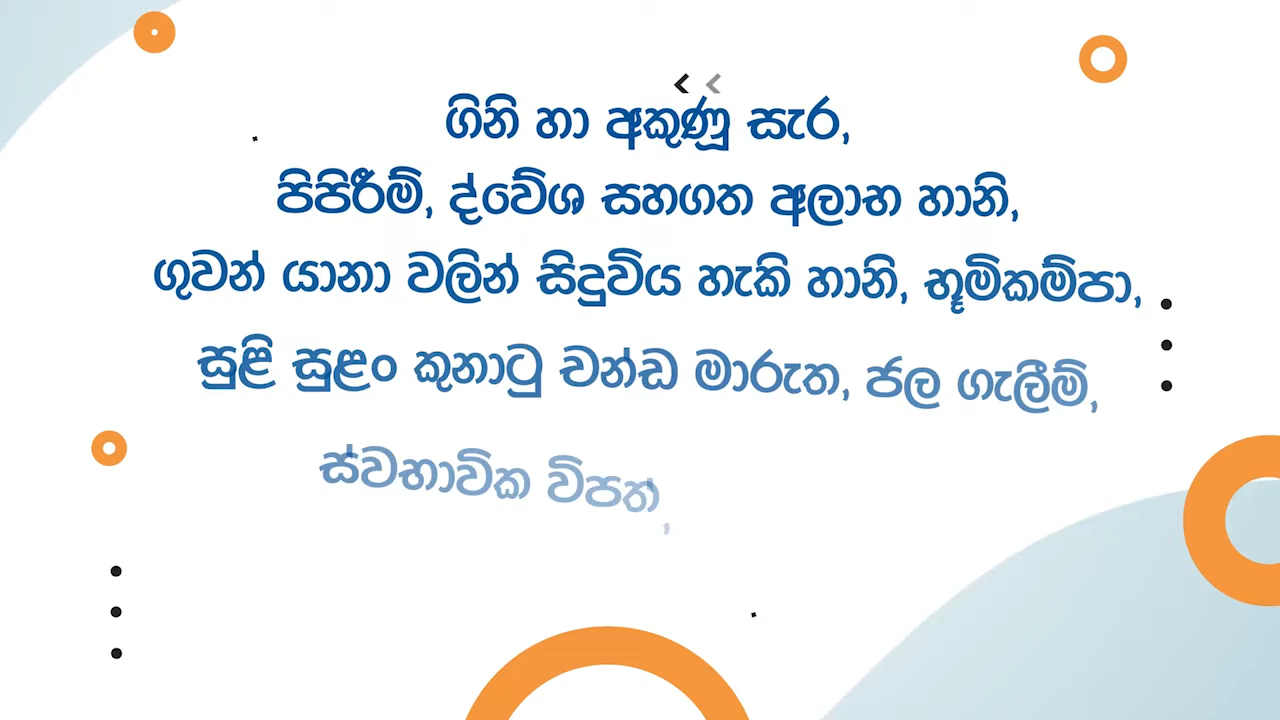 ගිනි හා අකුණූ සැර,
පිපිරීම්, ද්වේශ සහගත අලාභ හානි,
ගුවන් යානා වලින් සිදුවිය හැකි හානි, භූමිකම්පා,
සුළි සුළං කුනාටු චන්ඩ මාරුත, ජල ගැලීම්,
ස්වභාවික විපත්,